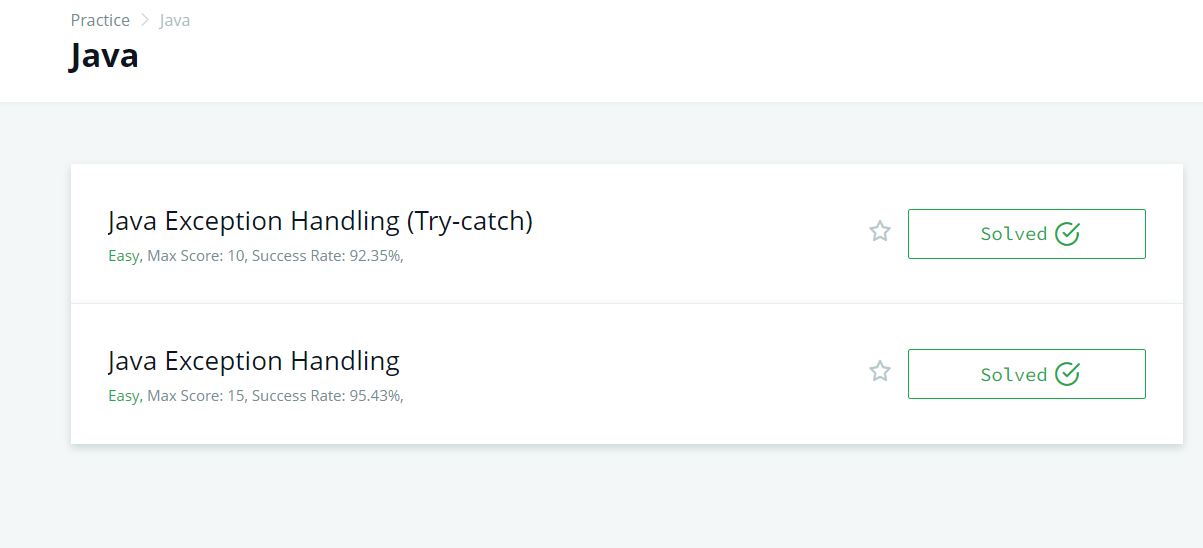 Practice > Java
Java
Java Exception Handling (Try-catch)
Easy, Max Score: 10, Success Rate: 92.35%,
Solved
Java Exception Handling
Easy, Max Score: 15, Success Rate: 95.43%,
Solved